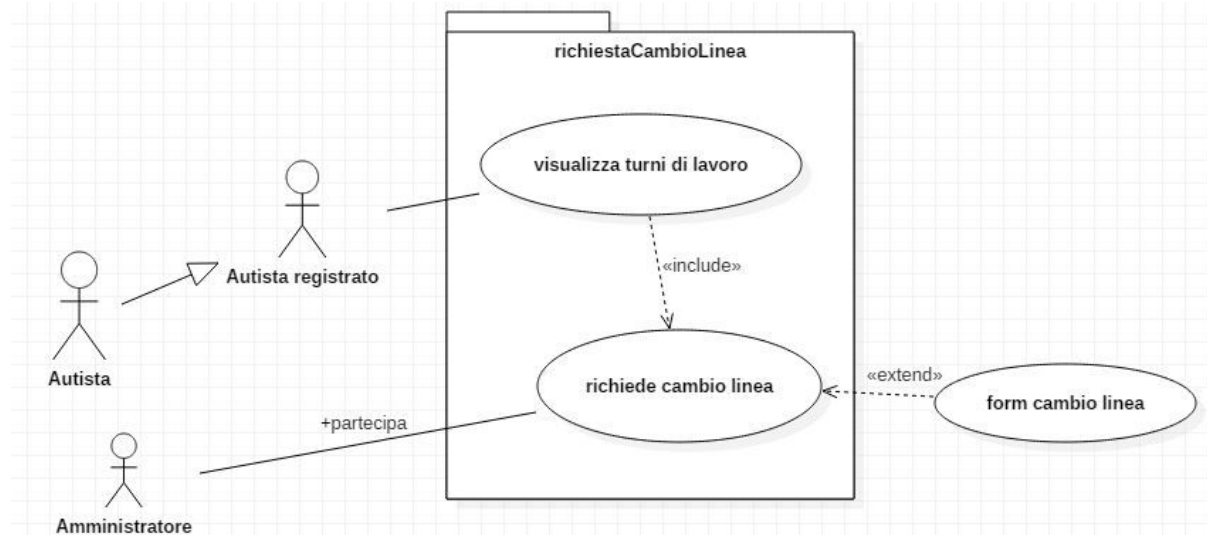 richiestaCambioLinea
visualizza turni di lavoro
Autista registrato
«include»
Autista
richiede cambio linea
«extend»
form cambio linea
+partecipa
Amministratore